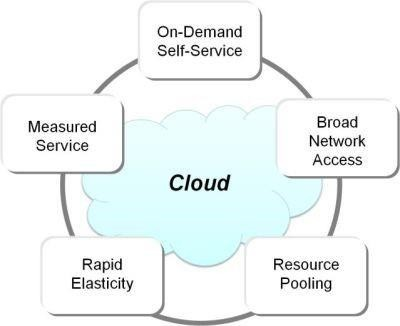 On-Demand
Self-Service
Broad
Network
Access
Resource
Pooling
Rapid
Elasticity
Measured
Service
Cloud